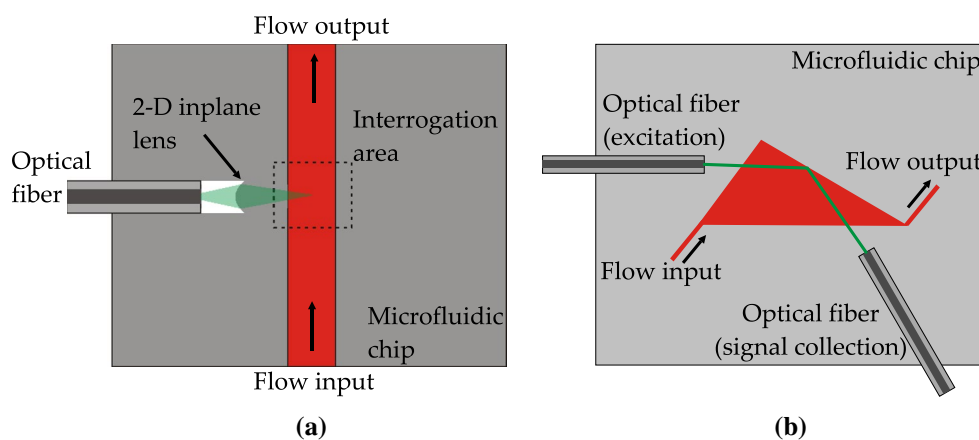 Flow output
2-D inplane
lens
Interrogation
area
Optical
fiber
Microfluidic
chip
Flow input
(a)
Microfluidic chip
Optical fiber
(excitation)
Flow output
Flow input
Optical fiber
(signal collection)
(b)